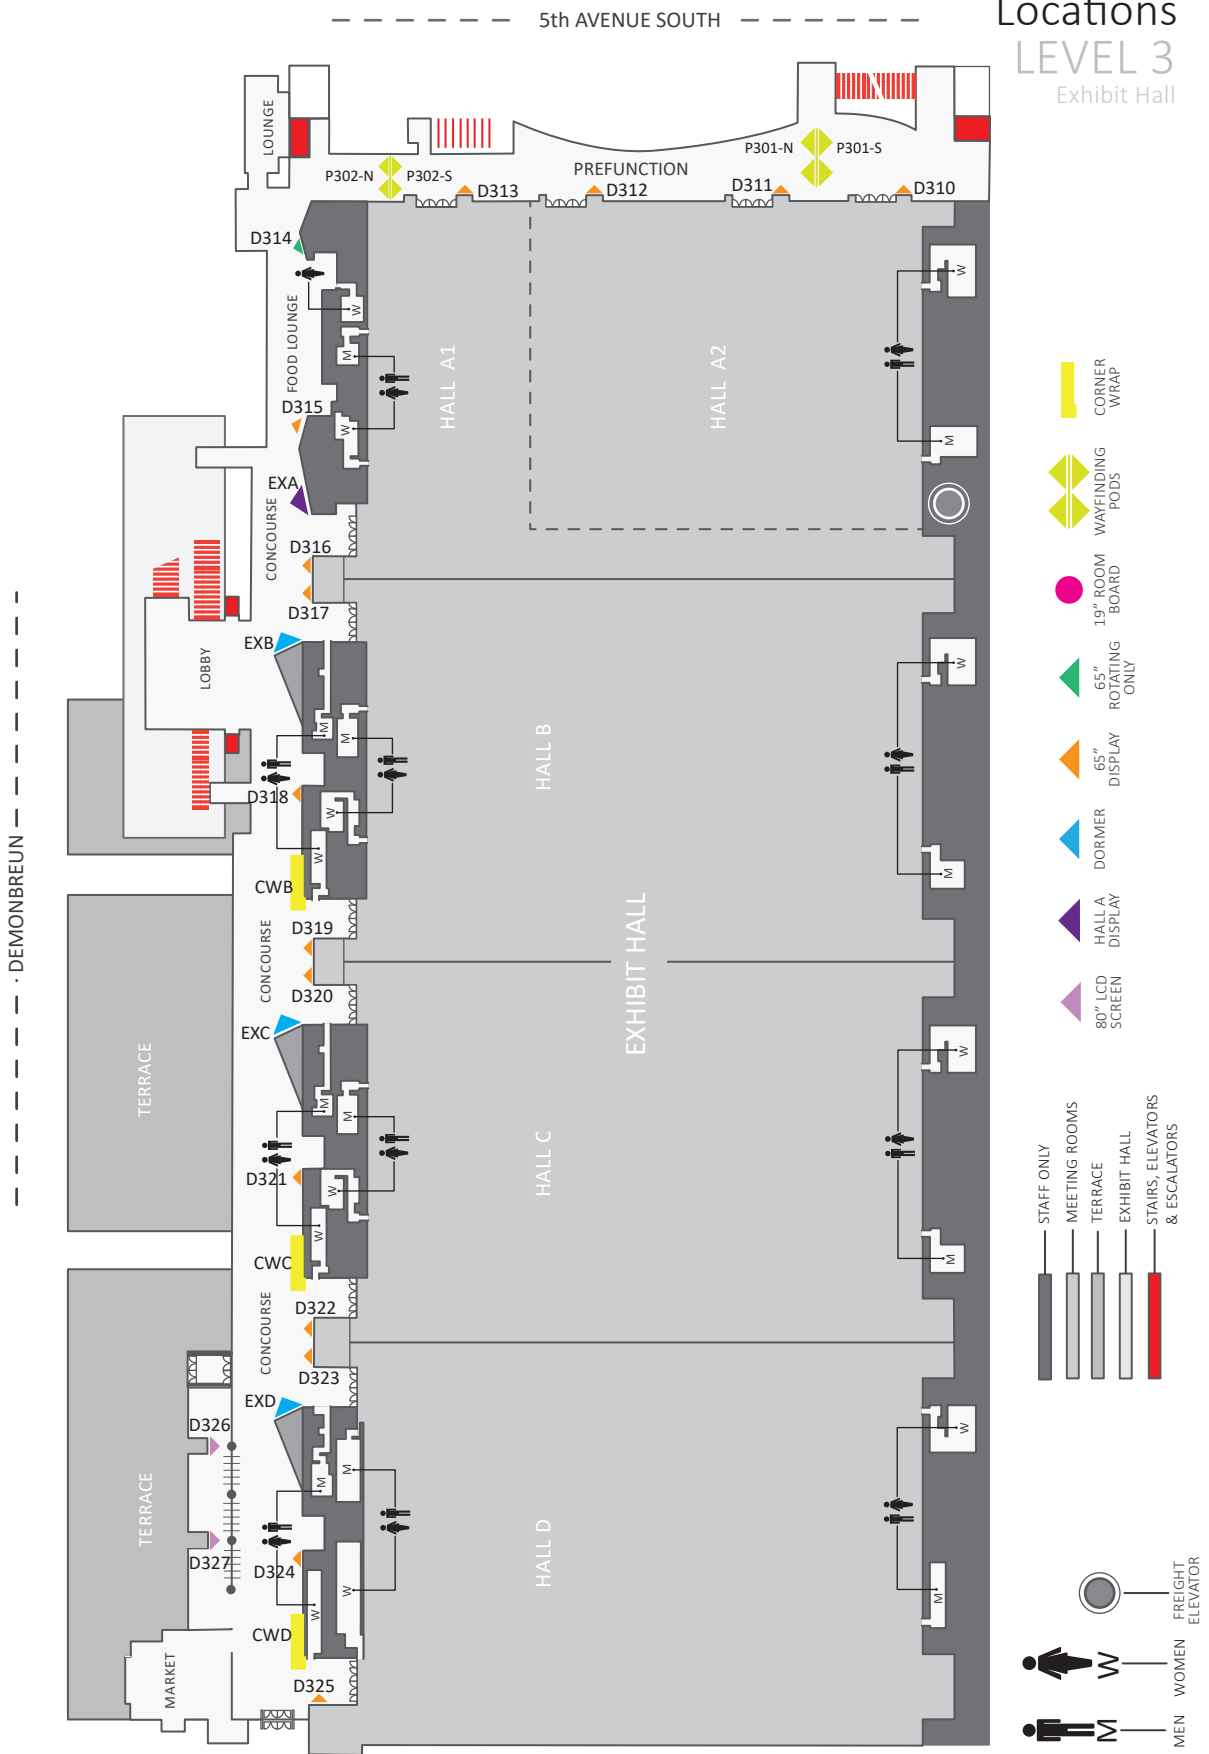 5th AVENUE SOUTH
Locations
LEVEL 3
Exhibit Hall
LOUNGE
P302-N
P302-S
PREFUNCTION
P301-N
P301-S
D313
D312
D311
D310
D314
W
W
FOOD LOUNGE
M
HALL A1
HALL A2
D315
W
M
EXA
CONCOURSE
D316
D317
EXB
LOBBY
W
M
M
HALL B
D318
W
W
M
CWB
D319
CONCOURSE
D320
EXHIBIT HALL
EXC
TERRACE
W
M
M
HALL C
D321
W
W
M
CWC
D322
CONCOURSE
D323
EXD
D326
W
M
M
TERRACE
HALL D
D327
D324
W
W
M
CWD
MARKET
D325
DEMONBREUN
CORNER
WRAP
WAYFINDING
PODS
19” ROOM
BOARD
65”
ROTATING
ONLY
65”
DISPLAY
DORMER
HALL A
DISPLAY
80” LCD
SCREEN
STAFF ONLY
MEETING ROOMS
TERRACE
EXHIBIT HALL
STAIRS, ELEVATORS
& ESCALATORS
FREIGHT
ELEVATOR
W
WOMEN
M
MEN